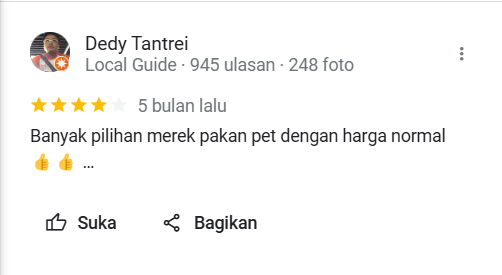 Dedy Tantrei
Local Guide · 945 ulasan · 248 foto
5 bulan lalu
Banyak pilihan merek pakan pet dengan harga normal
👍👍 ...
Suka Bagikan